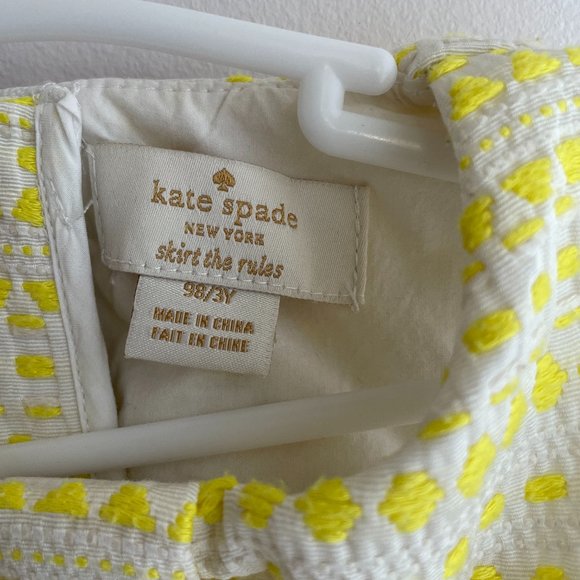 kate spade
NEW YORK
skirt the rules
98/3Y
MADE IN CHINA
FAIT EN CHINE